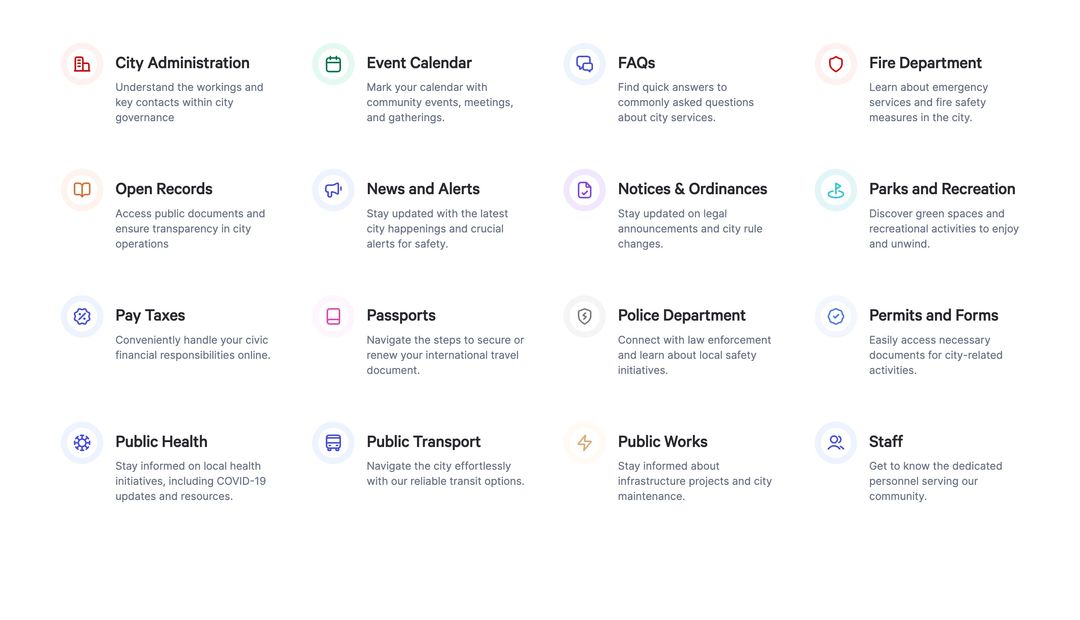 City Administration
Understand the workings and
key contacts within city
governance
Event Calendar
Mark your calendar with
community events, meetings,
and gatherings.
FAQs
Find quick answers to
commonly asked questions
about city services.
Fire Department
Learn about emergency
services and fire safety
measures in the city.
Open Records
Access public documents and
ensure transparency in city
operations
News and Alerts
Stay updated with the latest
city happenings and crucial
alerts for safety.
Notices & Ordinances
Stay updated on legal
announcements and city rule
changes.
Parks and Recreation
Discover green spaces and
recreational activities to enjoy
and unwind.
Pay Taxes
Conveniently handle your civic
financial responsibilities online.
Passports
Navigate the steps to secure or
renew your international travel
document.
Police Department
Connect with law enforcement
and learn about local safety
initiatives.
Permits and Forms
Easily access necessary
documents for city-related
activities.
Public Health
Stay informed on local health
initiatives, including COVID-19
updates and resources.
Public Transport
Navigate the city effortlessly
with our reliable transit options.
Public Works
Stay informed about
infrastructure projects and city
maintenance.
Staff
Get to know the dedicated
personnel serving our
community.